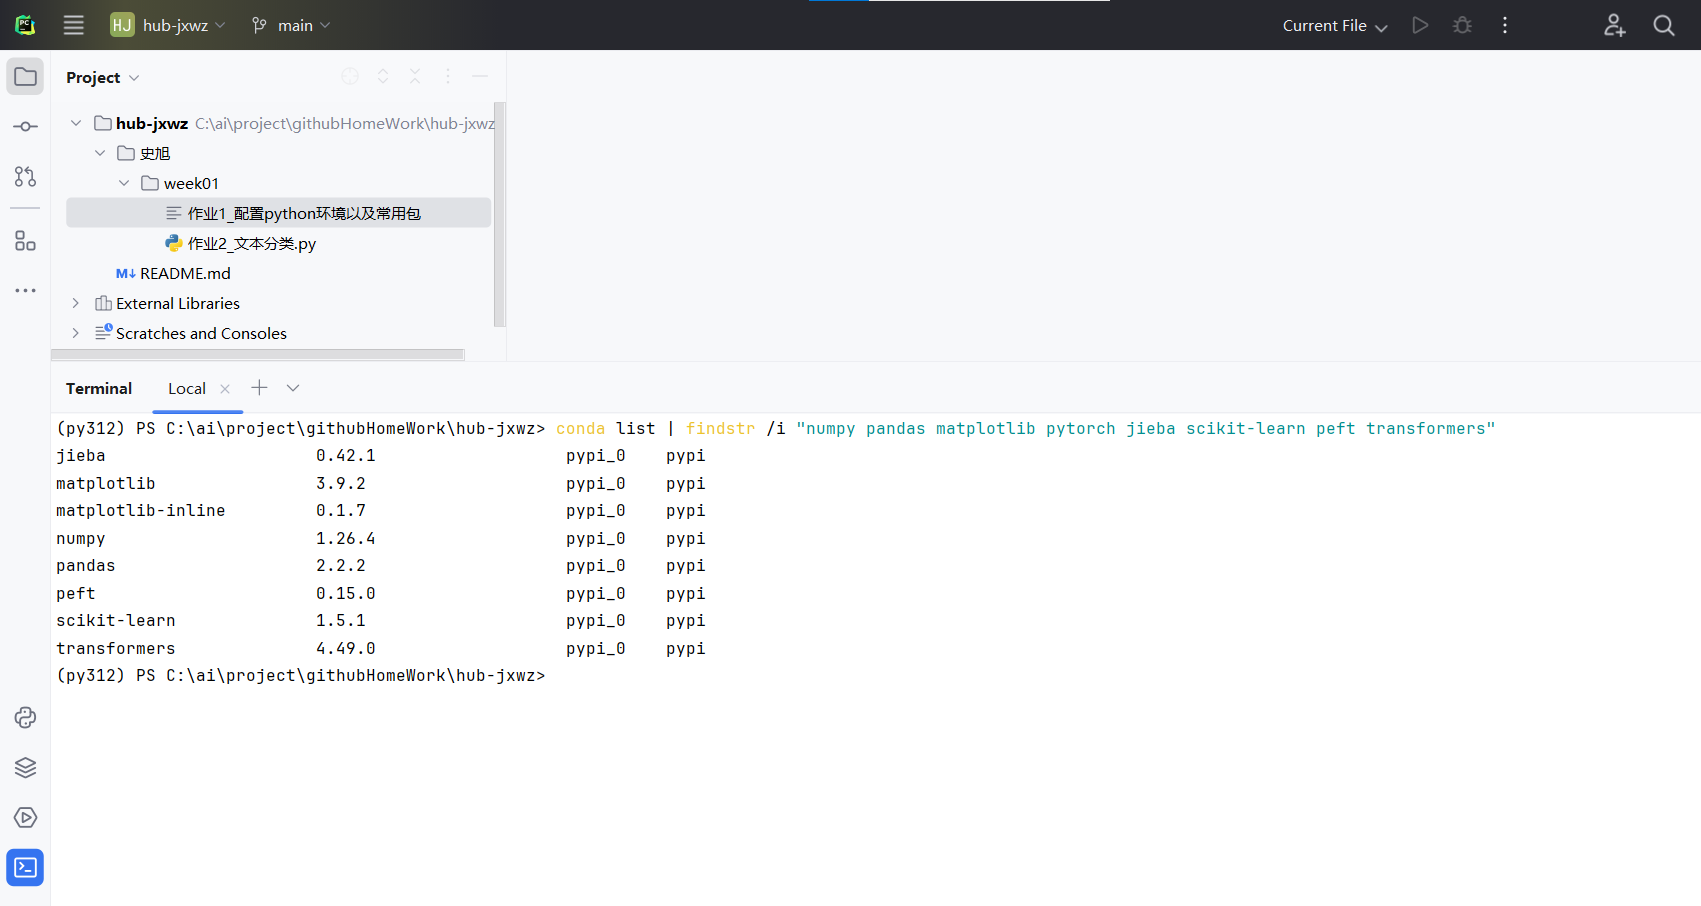 PC HJ hub-jxwz main Current File
Project
hub-jxwz C:\ai\project\githubHomeWork\hub-jxwz
史旭
week01
作业1_配置python环境以及常用包
作业2_文本分类.py
M↓ README.md
External Libraries
Scratches and Consoles
Terminal Local
(py312) PS C:\ai\project\githubHomeWork\hub-jxwz> conda list | findstr /i "numpy pandas matplotlib pytorch jieba scikit-learn peft transformers"
jieba 0.42.1 pypi_0 pypi
matplotlib 3.9.2 pypi_0 pypi
matplotlib-inline 0.1.7 pypi_0 pypi
numpy 1.26.4 pypi_0 pypi
pandas 2.2.2 pypi_0 pypi
peft 0.15.0 pypi_0 pypi
scikit-learn 1.5.1 pypi_0 pypi
transformers 4.49.0 pypi_0 pypi
(py312) PS C:\ai\project\githubHomeWork\hub-jxwz>